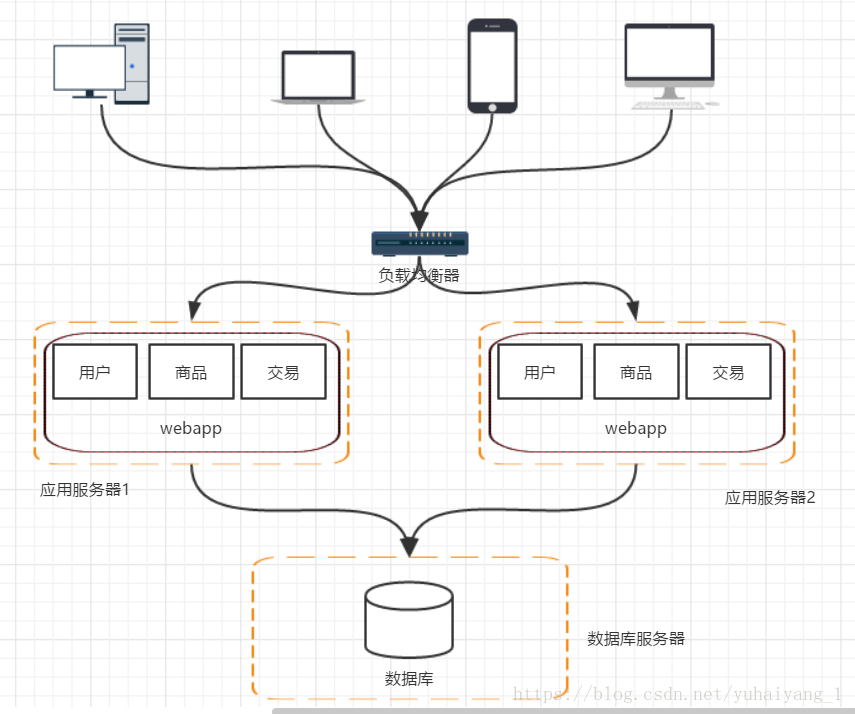 负载均衡器
用户 商品 交易
webapp
用户 商品 交易
webapp
应用服务器1
应用服务器2
数据库服务器
数据库
https://blog.csdn.net/yuhaiyang_1